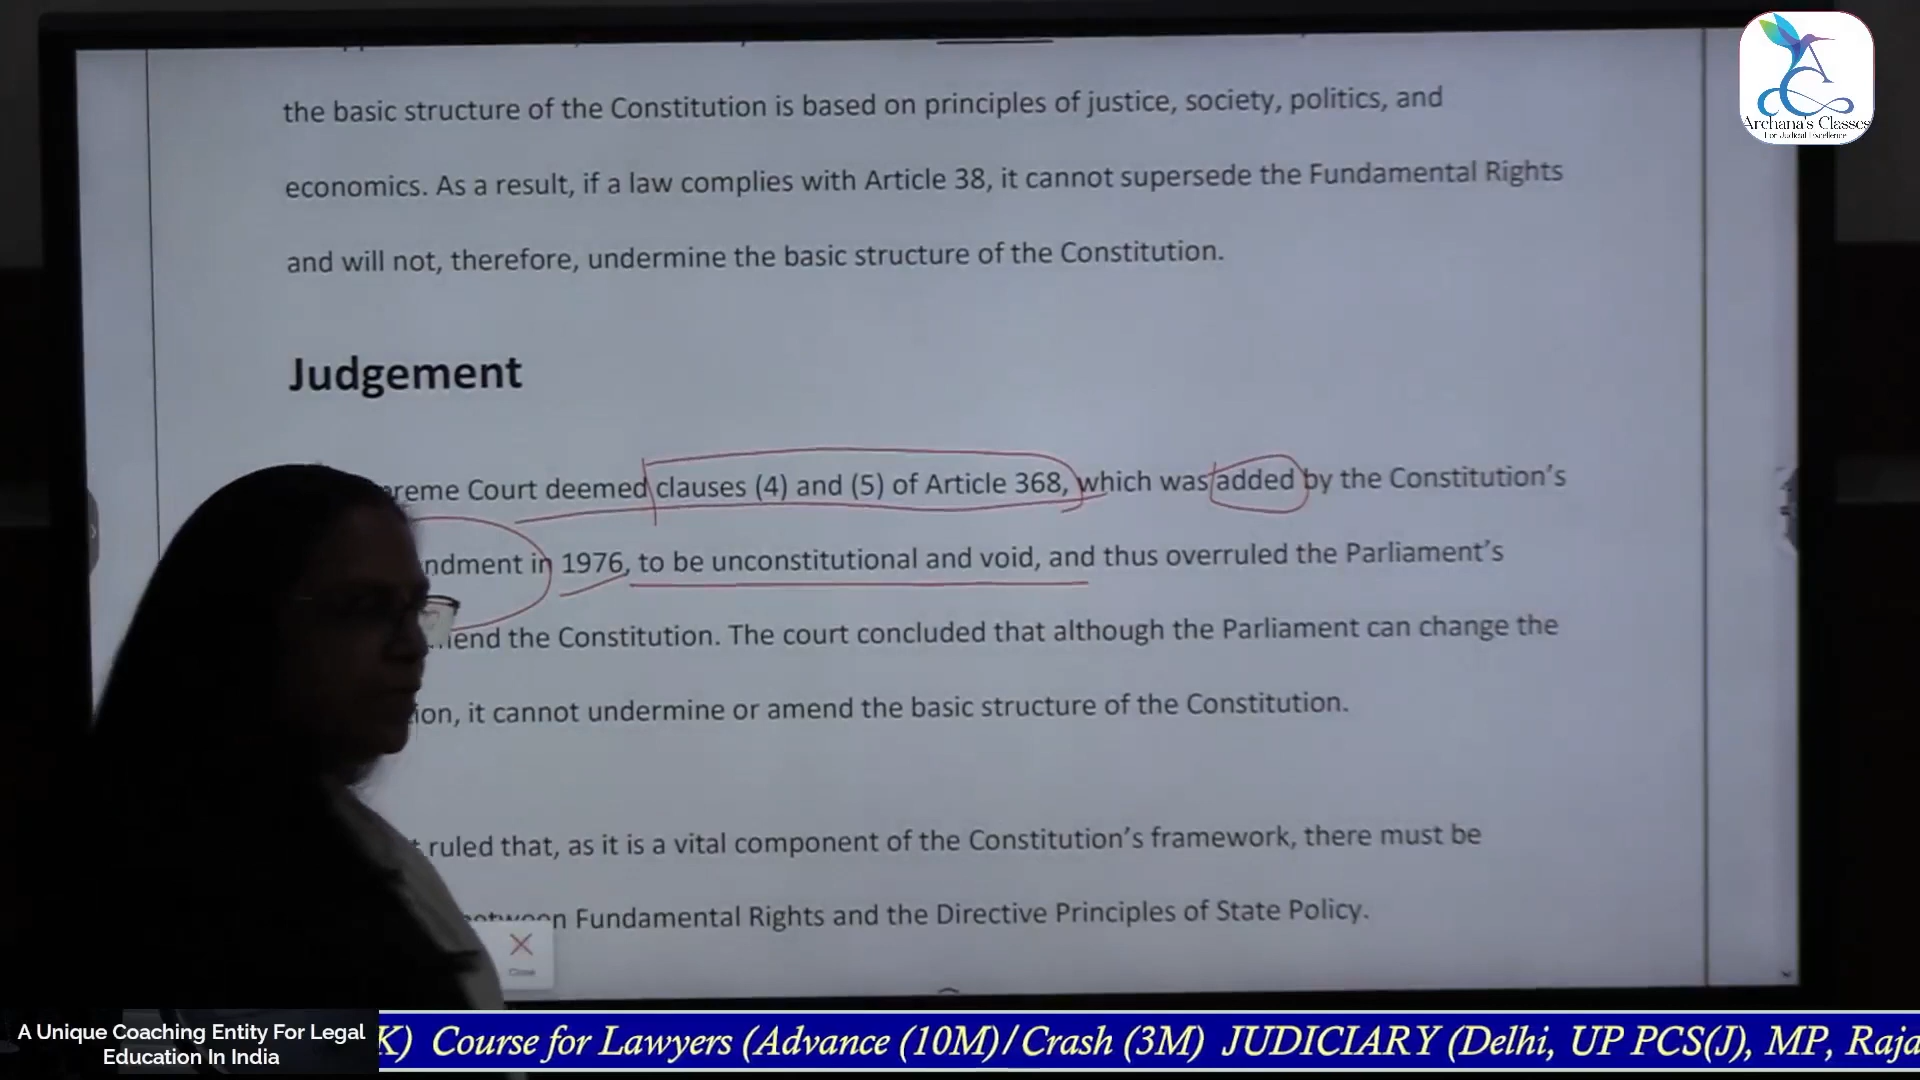 the basic structure of the Constitution is based on principles of justice, society, politics, and
economics. As a result, if a law complies with Article 38, it cannot supersede the Fundamental Rights
and will not, therefore, undermine the basic structure of the Constitution.
Judgement
reme Court deemed clauses (4) and (5) of Article 368, which was added by the Constitution's
ndment in 1976, to be unconstitutional and void, and thus overruled the Parliament's
end the Constitution. The court concluded that although the Parliament can change the
ion, it cannot undermine or amend the basic structure of the Constitution.
ruled that, as it is a vital component of the Constitution's framework, there must be
Fundamental Rights and the Directive Principles of State Policy.
Close
Archana's Classes
For Judicial Excellence
A Unique Coaching Entity For Legal
Education In India
K) Course for Lawyers (Advance (10M)/Crash (3M) JUDICIARY (Delhi, UP PCS(J), MP, Raja